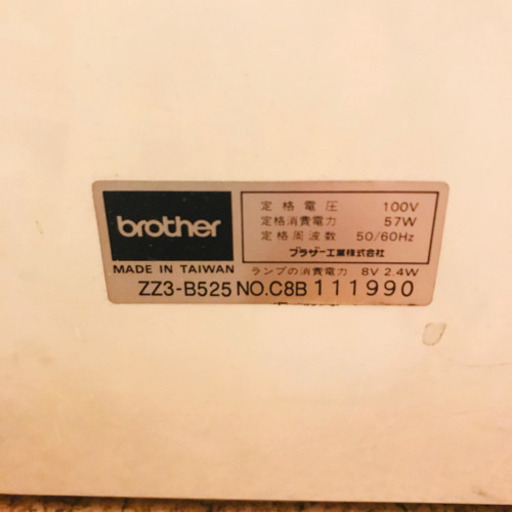 brother
MADE IN TAIWAN
定格電圧 100V
定格消費電力 57W
定格周波数 50/60Hz
ブラザー工業株式会社
ランプの消費電力 8V 2.4W
ZZ3-B525 NO.C8B 111990